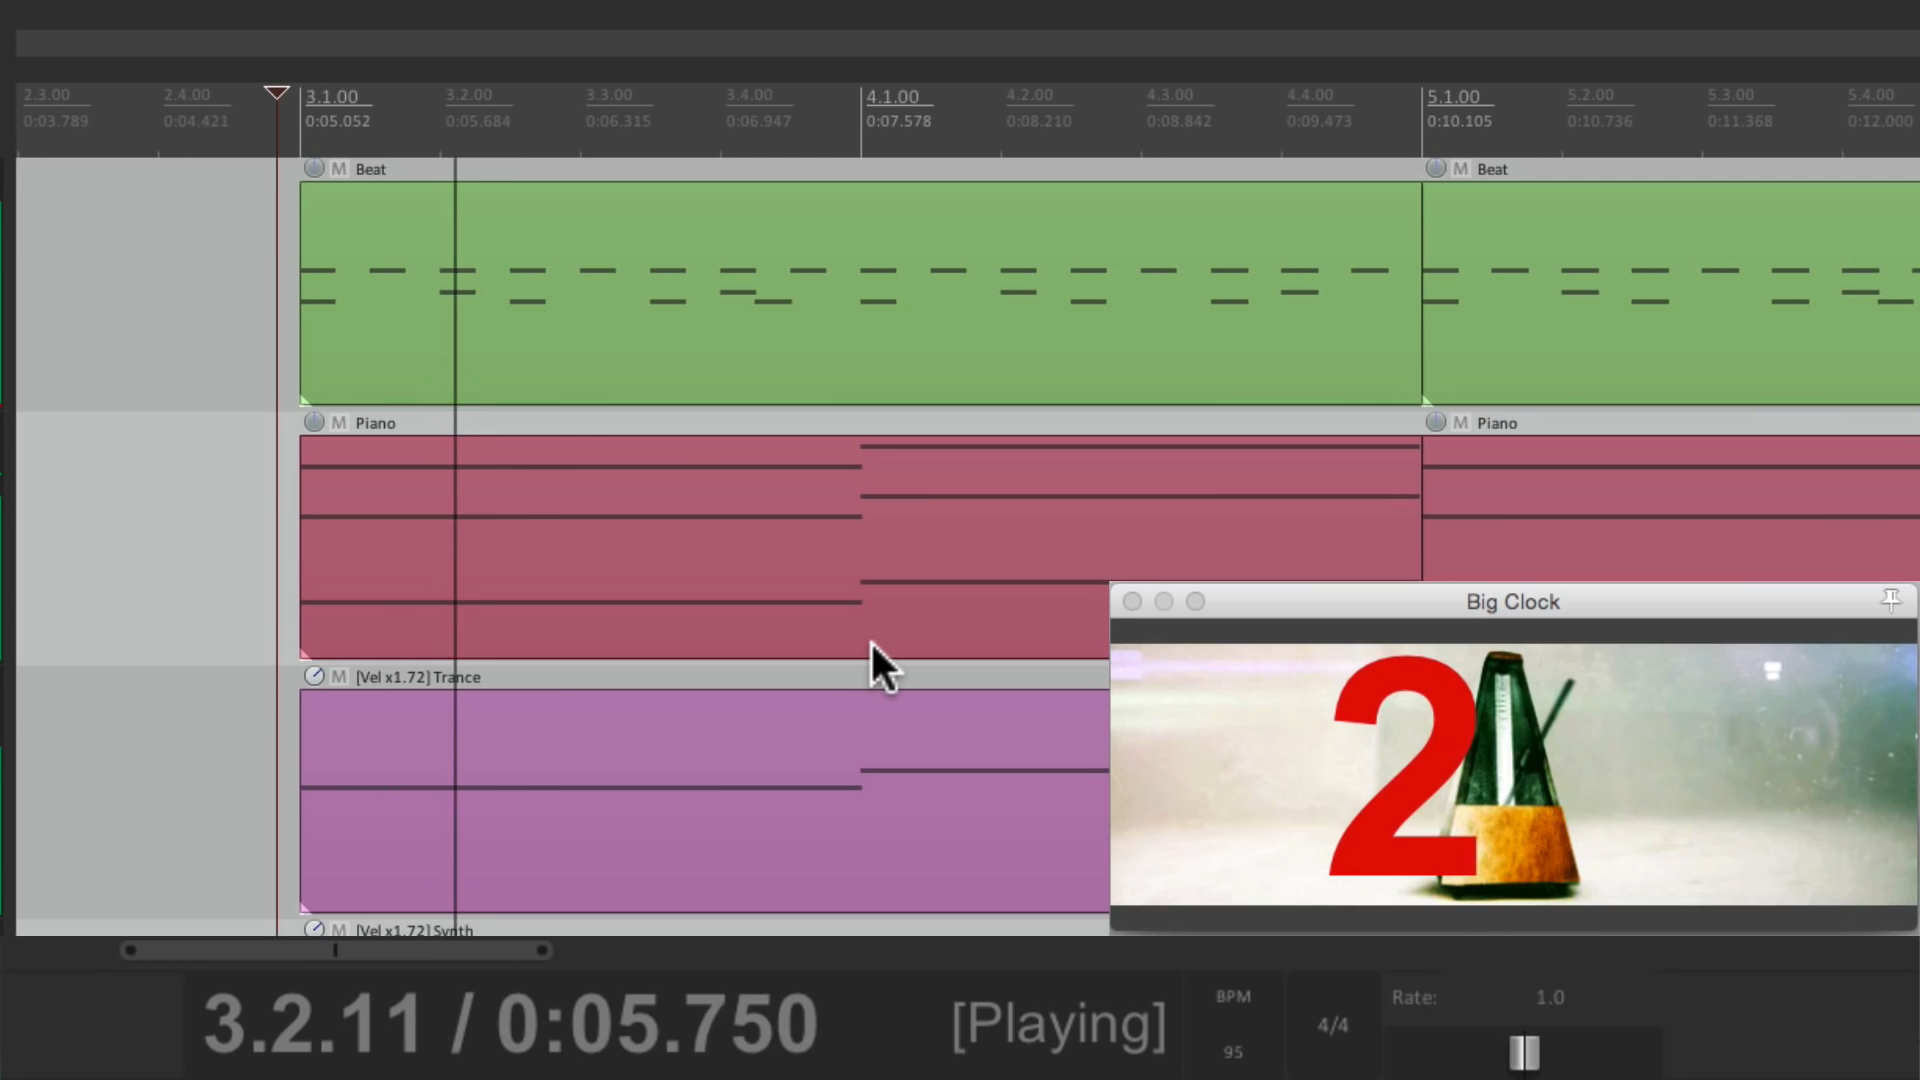 2.3.00 2.4.00 3.1.00 3.2.00 3.3.00 3.4.00 4.1.00 4.2.00 4.3.00 4.4.00 5.1.00 5.2.00 5.3.00 5.4.00
0:03.789 0:04.421 0:05.052 0:05.684 0:06.315 0:06.947 0:07.578 0:08.210 0:08.842 0:09.473 0:10.105 0:10.736 0:11.368 0:12.000
M Beat M Beat
M Piano M Piano
Big Clock
M [Vel x1.72] Trance
2
M [Vel x1.72] Synth
3.2.11 / 0:05.750 [Playing]
BPM
95
4/4
Rate: 1.0